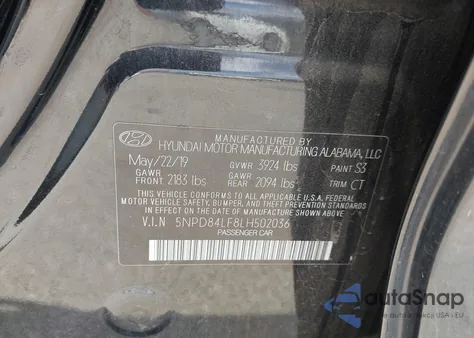 MANUFACTURED BY
HYUNDAI MOTOR MANUFACTURING ALABAMA, LLC
May/22/19 GVWR 3924 lbs PAINT S3
GAWR FRONT 2183 lbs GAWR REAR 2094 lbs TRIM CT
THIS VEHICLE CONFORMS TO ALL APPLICABLE U.S.A. FEDERAL
MOTOR VEHICLE SAFETY, BUMPER, AND THEFT PREVENTION
STANDARDS IN EFFECT ON THE DATE OF MANUFACTURE SHOWN ABOVE.
V.I.N 5NPD84LF8LH502036
PASSENGER CAR
autoSnap